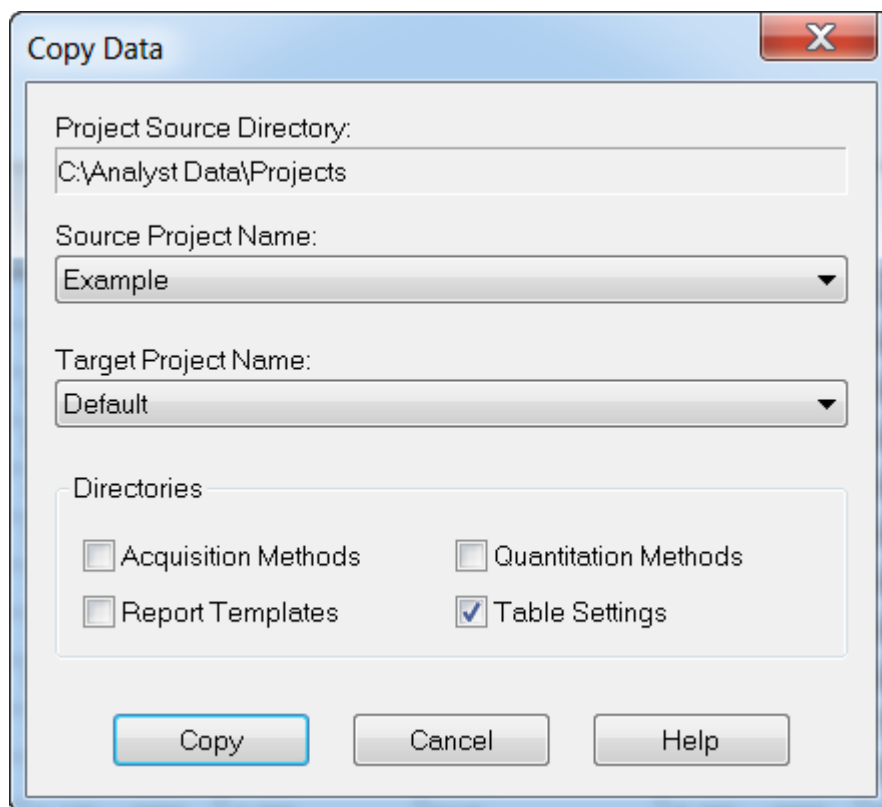 Copy Data
Project Source Directory:
C:\Analyst Data\Projects
Source Project Name:
Example
Target Project Name:
Default
Directories
Acquisition Methods
Quantitation Methods
Report Templates
Table Settings
Copy
Cancel
Help